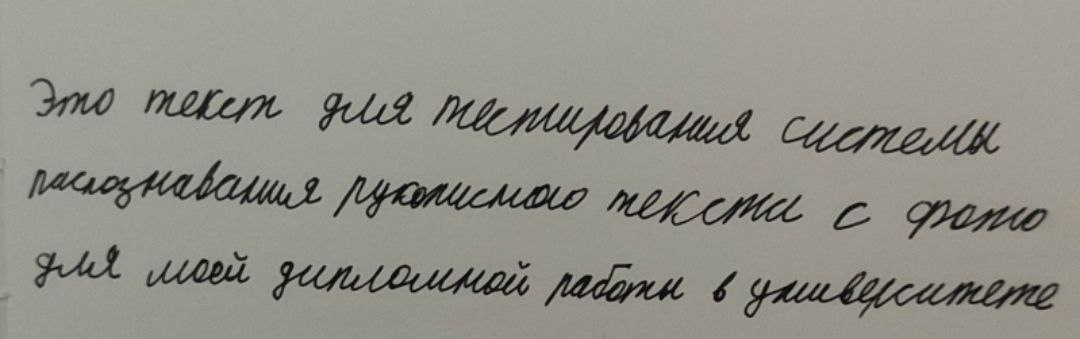 Это текст для тестирования системы
распознавания рукописного текста с фото
для моей дипломной работы в университете